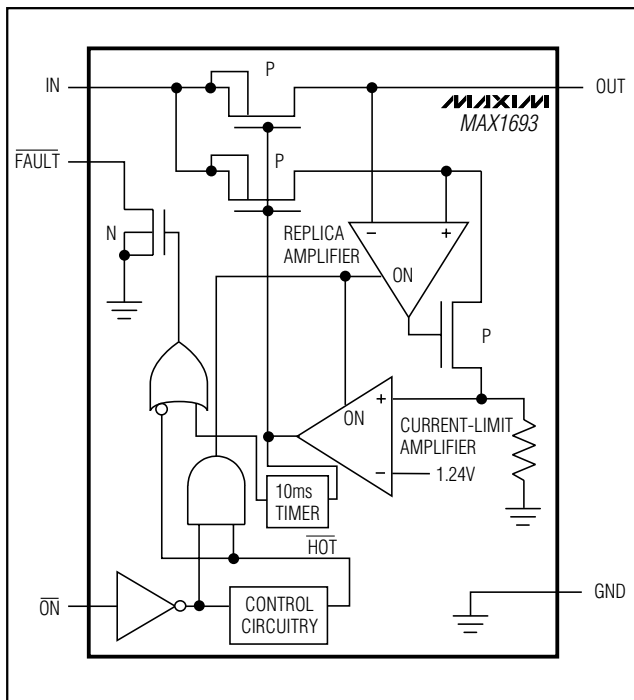 IN
P
OUT
MAXIM
MAX1693
FAULT
P
N
REPLICA
AMPLIFIER
−
+
ON
P
ON
+
CURRENT-LIMIT
AMPLIFIER
−
1.24V
10ms
TIMER
HOT
ON
CONTROL
CIRCUITRY
GND